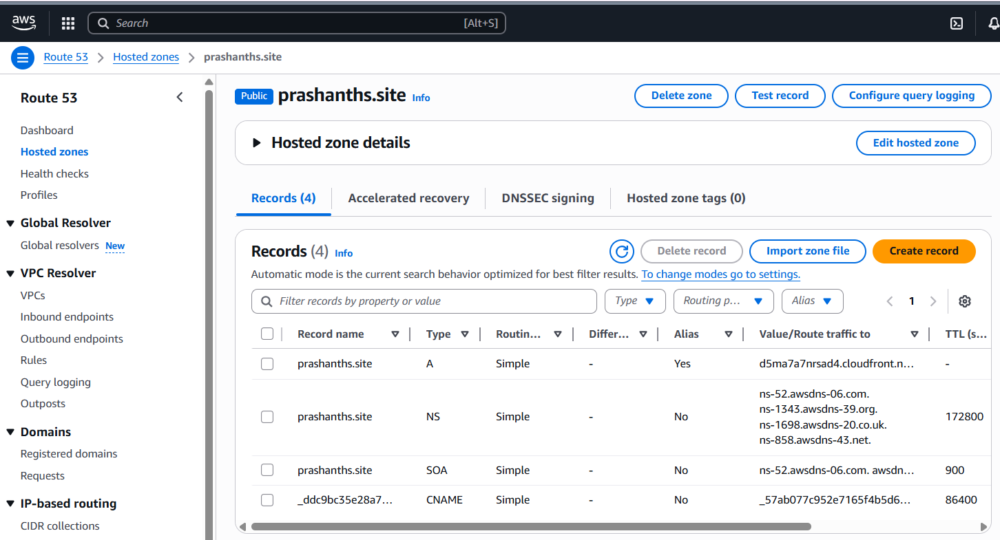 aws
Search [Alt+S]
Route 53 Hosted zones prashanths.site
Route 53
Dashboard
Hosted zones
Health checks
Profiles
Global Resolver
Global resolvers New
VPC Resolver
VPCs
Inbound endpoints
Outbound endpoints
Rules
Query logging
Outposts
Domains
Registered domains
Requests
IP-based routing
CIDR collections
Public prashanths.site Info
Delete zone Test record Configure query logging
Hosted zone details Edit hosted zone
Records (4) Accelerated recovery DNSSEC signing Hosted zone tags (0)
Records (4) Info Delete record Import zone file Create record
Automatic mode is the current search behavior optimized for best filter results. To change modes go to settings.
Filter records by property or value Type Routing p... Alias 1
Record name Type Routin... Differ... Alias Value/Route traffic to TTL (s...
prashanths.site A Simple - Yes d5ma7a7nrsad4.cloudfront.n... -
ns-52.awsdns-06.com.
ns-1343.awsdns-39.org.
prashanths.site NS Simple - No 172800
ns-1698.awsdns-20.co.uk.
ns-858.awsdns-43.net.
prashanths.site SOA Simple - No ns-52.awsdns-06.com. awsdn... 900
_ddc9bc35e28a7... CNAME Simple - No _57ab077c952e7165f4b5d6... 86400